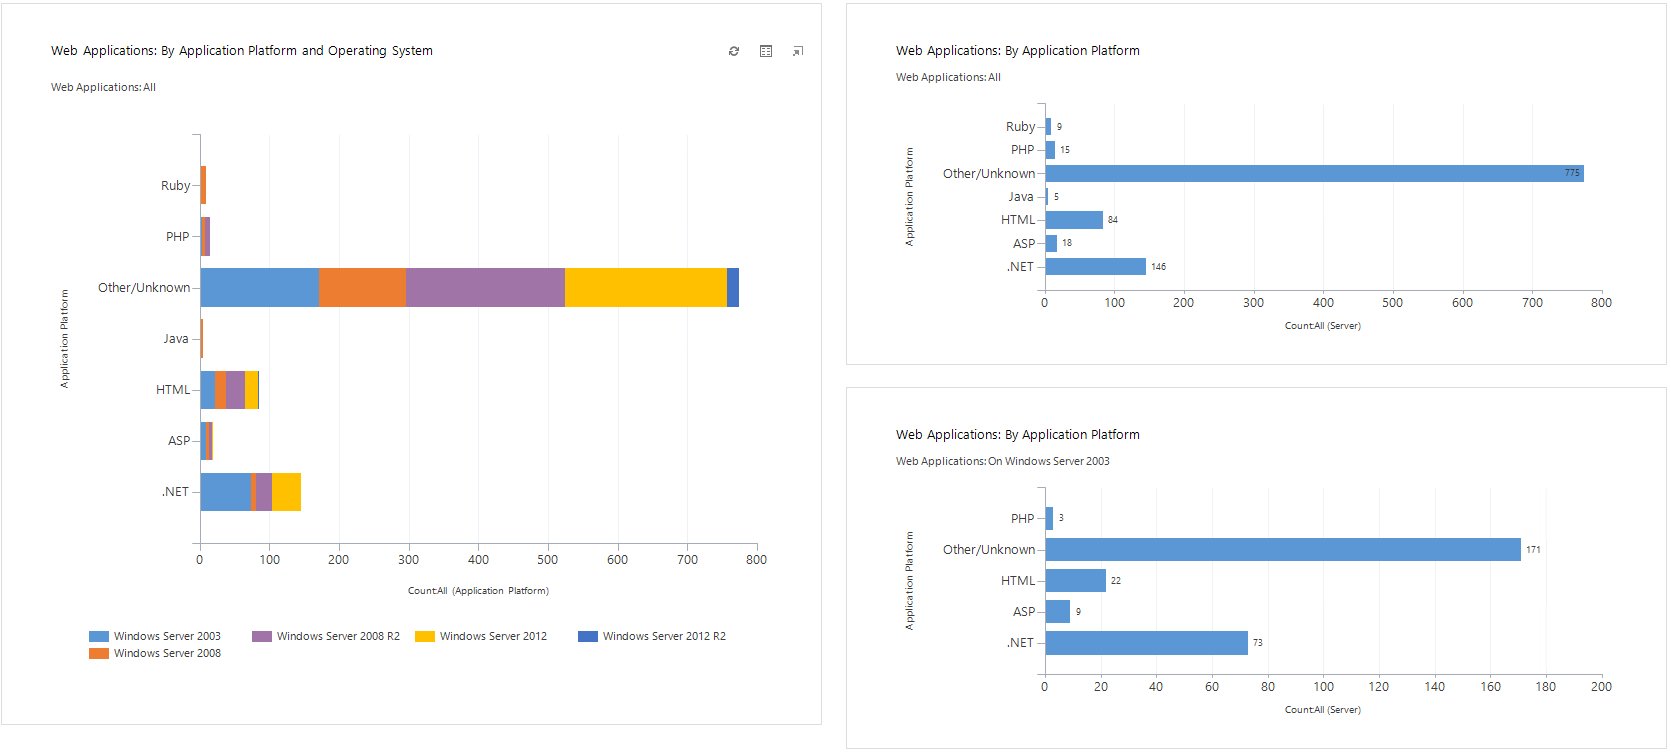 Web Applications: By Application Platform and Operating System
Web Applications: All
Application Platform
Ruby
PHP
Other/Unknown
Java
HTML
ASP
.NET
0 100 200 300 400 500 600 700 800
Count:All (Application Platform)
Windows Server 2003 Windows Server 2008 R2 Windows Server 2012 Windows Server 2012 R2
Windows Server 2008
Web Applications: By Application Platform
Web Applications: All
Application Platform
Ruby 9
PHP 15
Other/Unknown 775
Java 5
HTML 84
ASP 18
.NET 146
0 100 200 300 400 500 600 700 800
Count:All (Server)
Web Applications: By Application Platform
Web Applications: On Windows Server 2003
Application Platform
PHP 3
Other/Unknown 171
HTML 22
ASP 9
.NET 73
0 20 40 60 80 100 120 140 160 180 200
Count:All (Server)